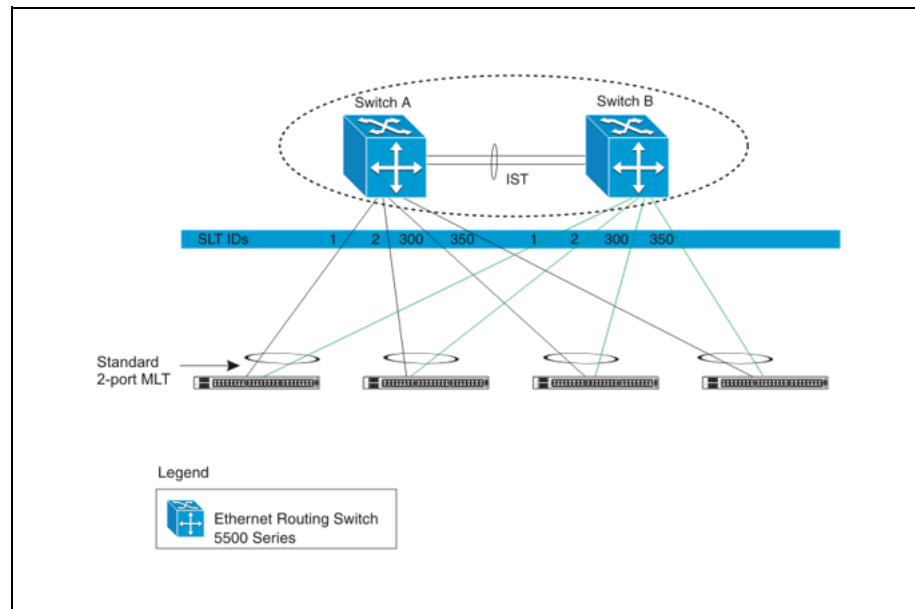 Switch A
Switch B
IST
SLT IDs 1 2 300 350 1 2 300 350
Standard
2-port MLT
Legend
Ethernet Routing Switch
5500 Series